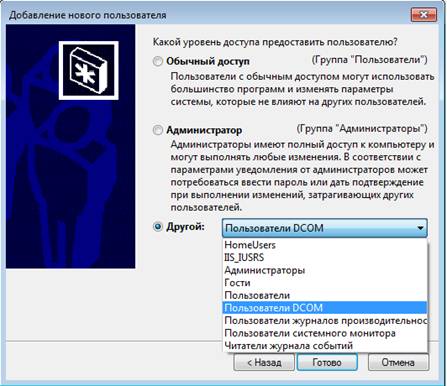 Добавление нового пользователя
Какой уровень доступа предоставить пользователю?
Обычный доступ (Группа "Пользователи")
Пользователи с обычным доступом могут использовать
большинство программ и изменять параметры
системы, которые не влияют на других пользователей.
Администратор (Группа "Администраторы")
Администраторы имеют полный доступ к компьютеру и
могут выполнять любые изменения. В соответствии с
параметрами уведомления от администраторов может
потребоваться ввести пароль или дать подтверждение
при выполнении изменений, затрагивающих других
пользователей.
Другой: Пользователи DCOM
HomeUsers
IIS_IUSRS
Администраторы
Гости
Пользователи
Пользователи DCOM
Пользователи журналов производительнос
Пользователи системного монитора
Читатели журнала событий
< Назад Готово Отмена